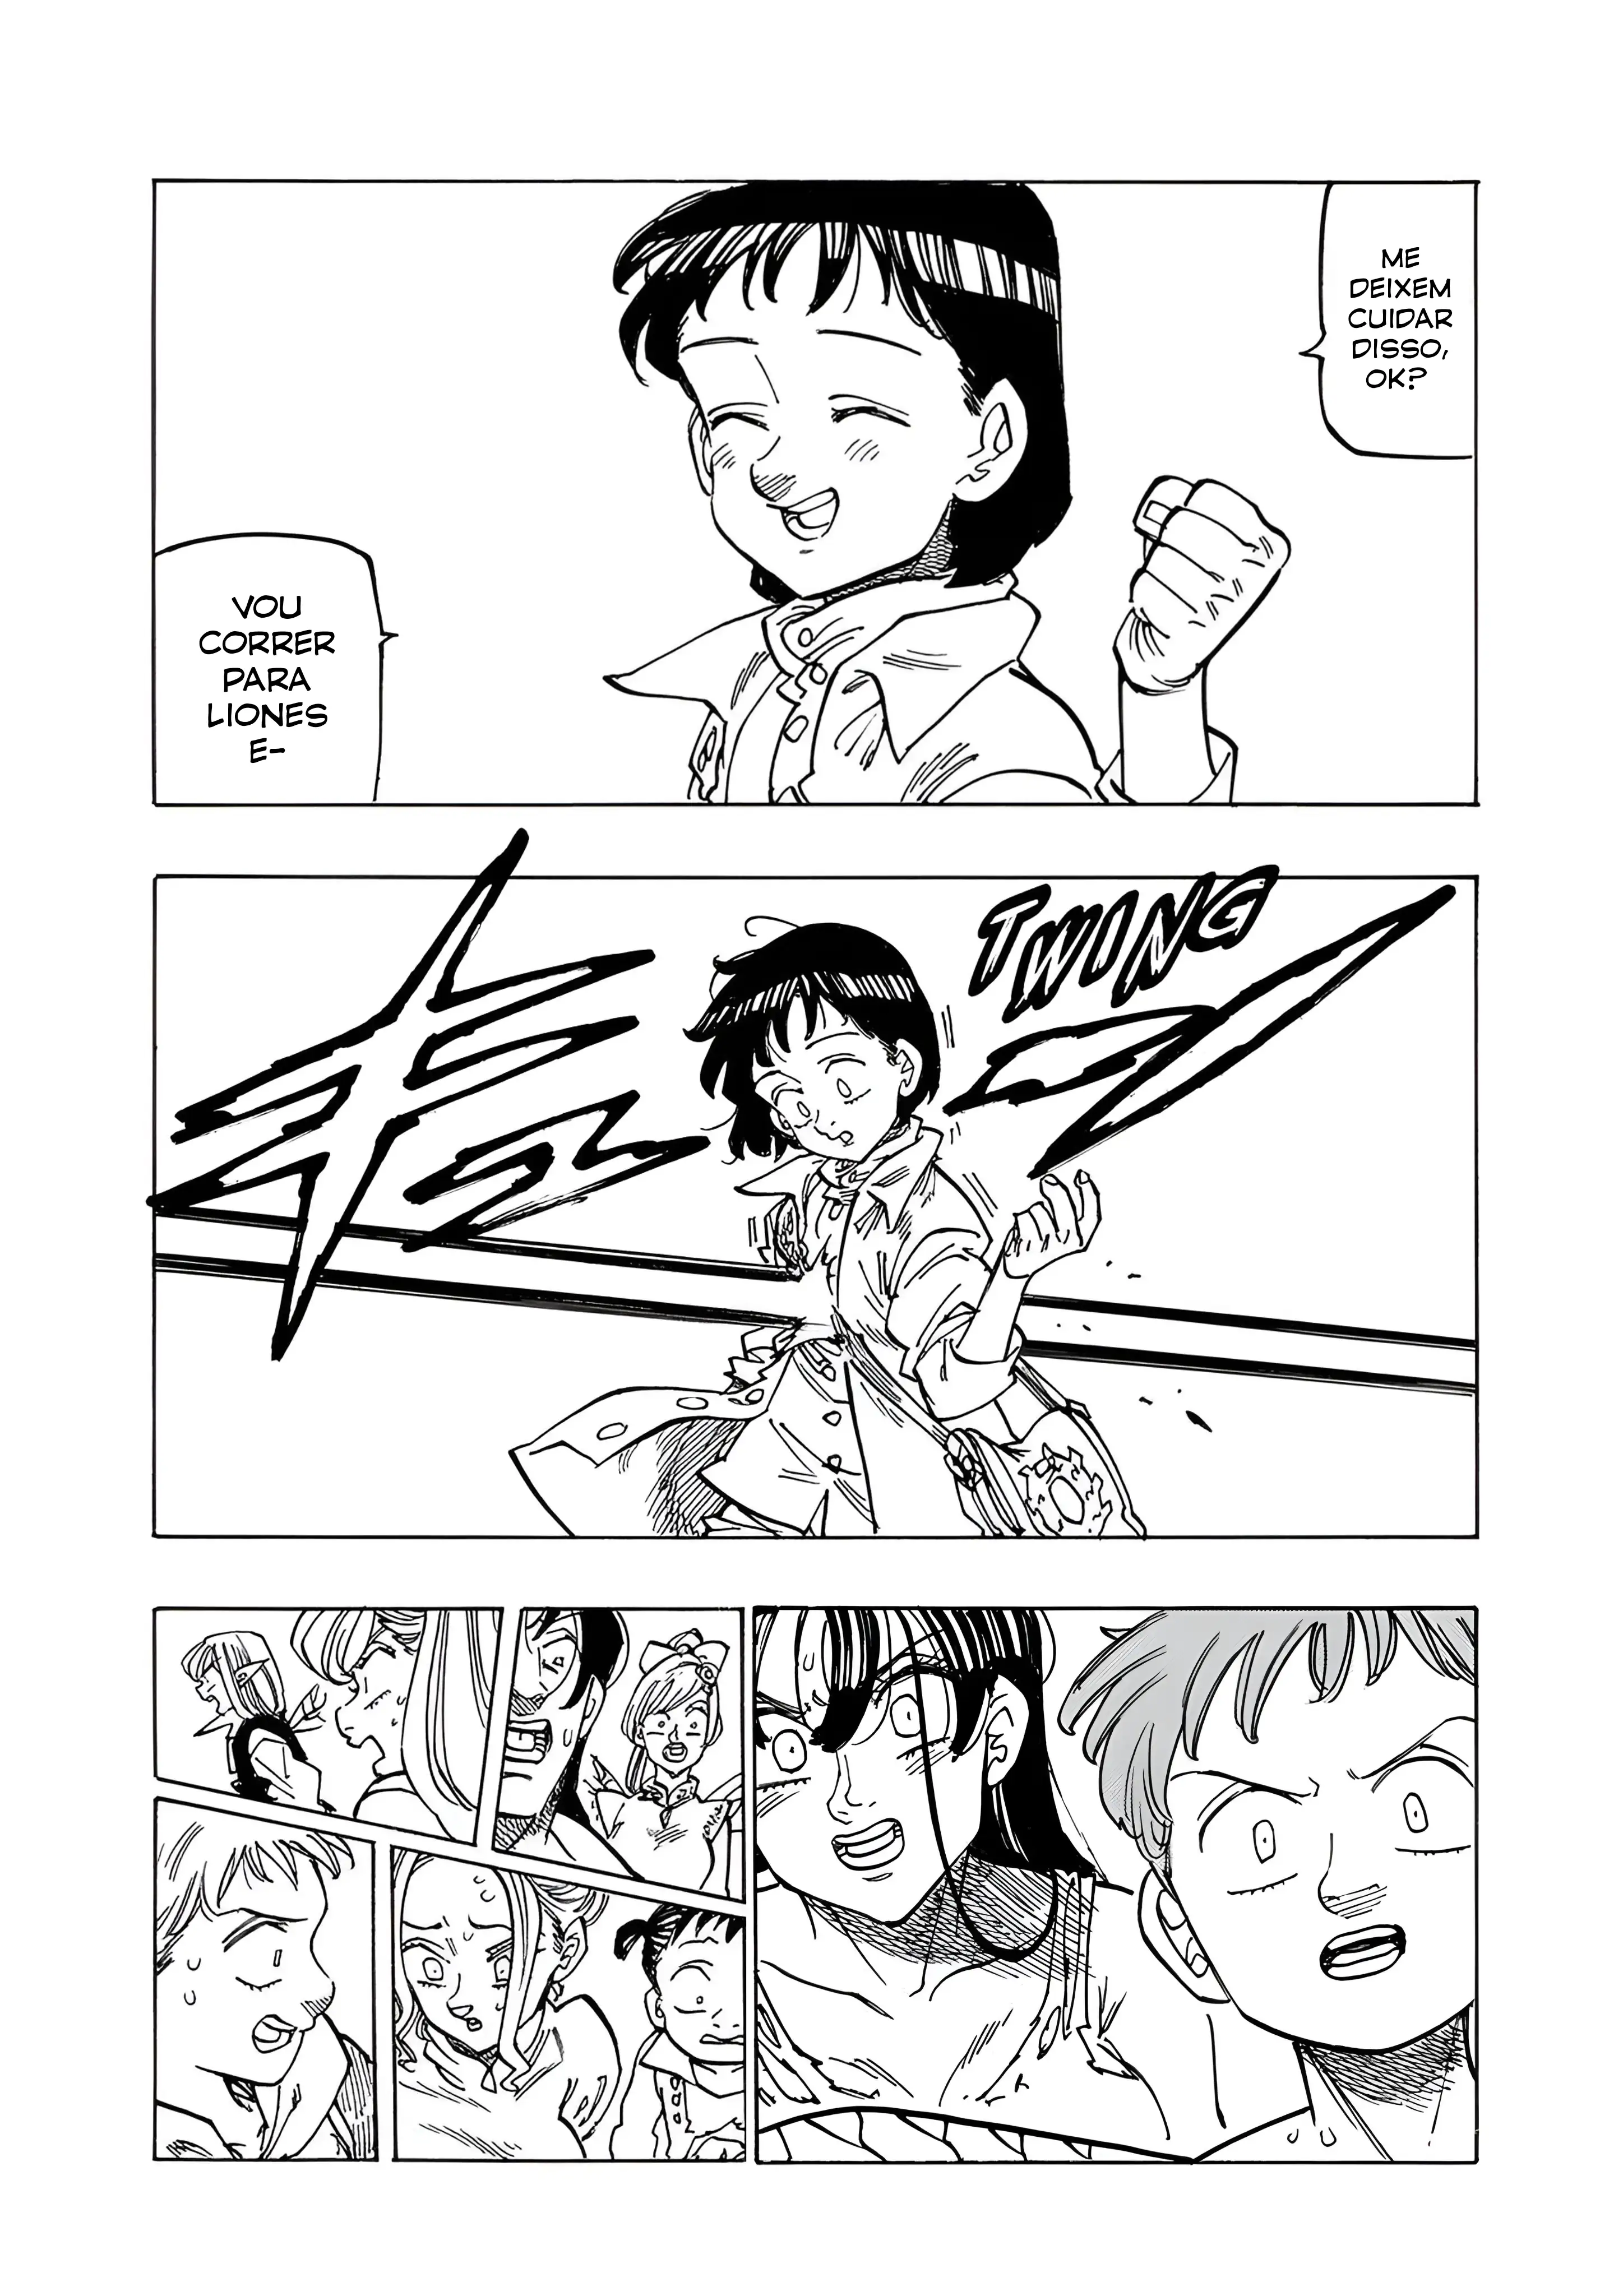 ME
DEIXEM
CUIDAR
DISSO,
OK?
VOU
CORRER
PARA
LIONES
E-
TWING